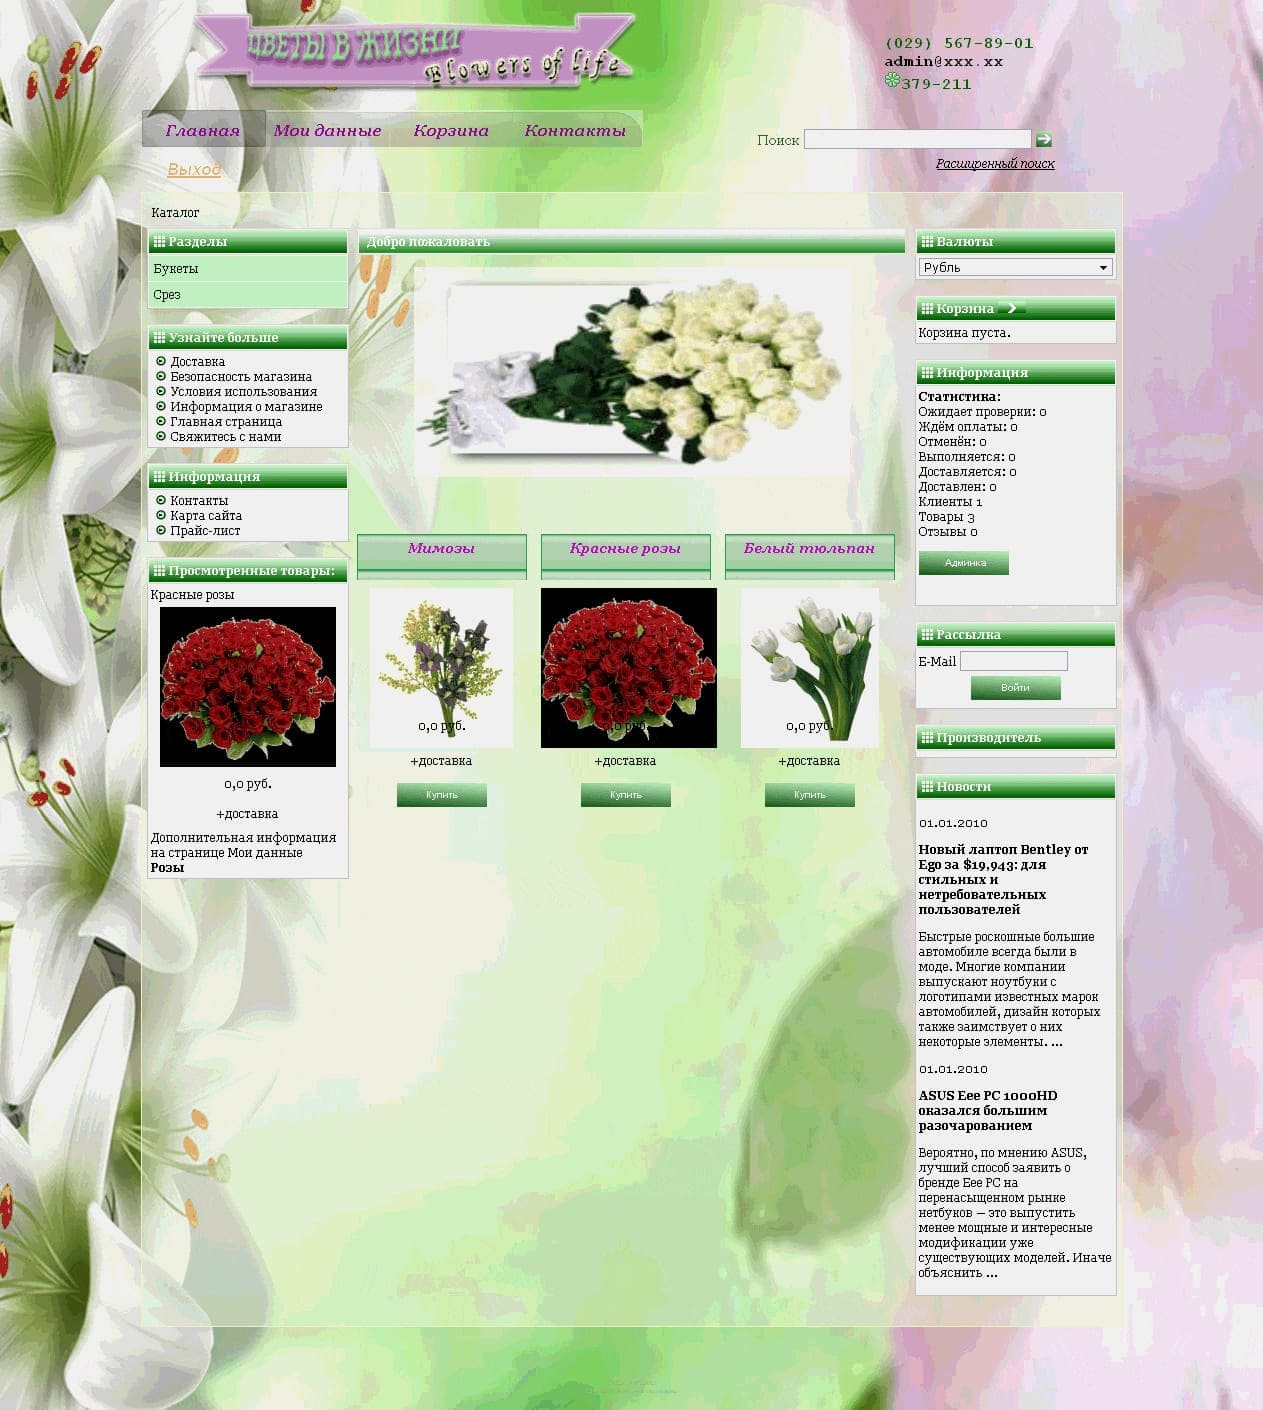 ЦВЕТЫ В ЖИЗНИ
Blowers of life
(029) 567-89-01
admin@xxx.xx
379-211
Главная
Мои данные
Корзина
Контакты
Поиск
Расширенный поиск
Выход
Каталог
Разделы
Букеты
Срез
Узнайте больше
Доставка
Безопасность магазина
Условия использования
Информация о магазине
Главная страница
Свяжитесь с нами
Информация
Контакты
Карта сайта
Прайс-лист
Просмотренные товары:
Красные розы
0,0 руб.
+доставка
Дополнительная информация
на странице Мои данные
Розы
Добро пожаловать
Мимозы
0,0 руб.
+доставка
Купить
Красные розы
0,0 руб.
+доставка
Купить
Белый тюльпан
0,0 руб.
+доставка
Купить
Валюты
Рубль
Корзина
Корзина пуста.
Информация
Статистика:
Ожидает проверки: 0
Ждём оплаты: 0
Отменён: 0
Выполняется: 0
Доставляется: 0
Доставлен: 0
Клиенты 1
Товары 3
Отзывы 0
Админка
Рассылка
E-Mail
Войти
Производитель
Новости
01.01.2010
Новый лаптоп Bentley от
Ego за $19,943: для
стильных и
нетребовательных
пользователей
Быстрые роскошные большие
автомобиле всегда были в
моде. Многие компании
выпускают ноутбуки с
логотипами известных марок
автомобилей, дизайн которых
также заимствует о них
некоторые элементы. ...
01.01.2010
ASUS Eee PC 1000HD
оказался большим
разочарованием
Вероятно, по мнению ASUS,
лучший способ заявить о
бренде Eee PC на
перенасыщенном рынке
нетбуков – это выпустить
менее мощные и интересные
модификации уже
существующих моделей. Иначе
объяснить ...